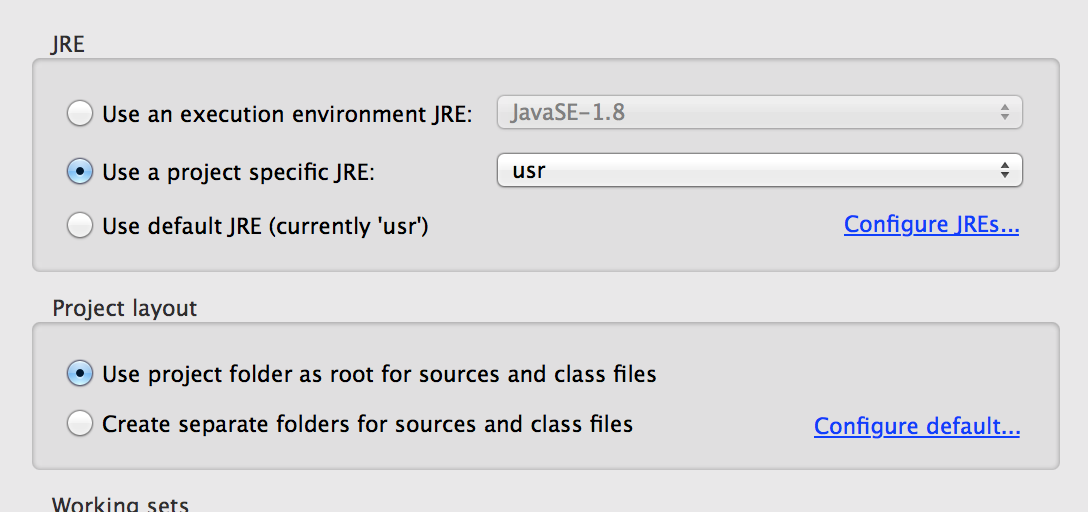 JRE
Use an execution environment JRE: JavaSE-1.8
Use a project specific JRE: usr
Use default JRE (currently 'usr') Configure JREs...
Project layout
Use project folder as root for sources and class files
Create separate folders for sources and class files Configure default...
Working sets